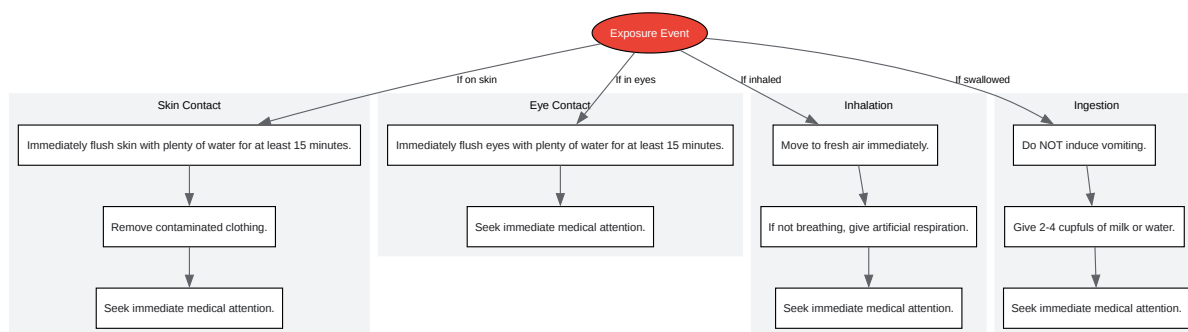 Exposure Event
If on skin
If in eyes
If inhaled
If swallowed
Skin Contact
Immediately flush skin with plenty of water for at least 15 minutes.
Remove contaminated clothing.
Seek immediate medical attention.
Eye Contact
Immediately flush eyes with plenty of water for at least 15 minutes.
Seek immediate medical attention.
Inhalation
Move to fresh air immediately.
If not breathing, give artificial respiration.
Seek immediate medical attention.
Ingestion
Do NOT induce vomiting.
Give 2-4 cupfuls of milk or water.
Seek immediate medical attention.